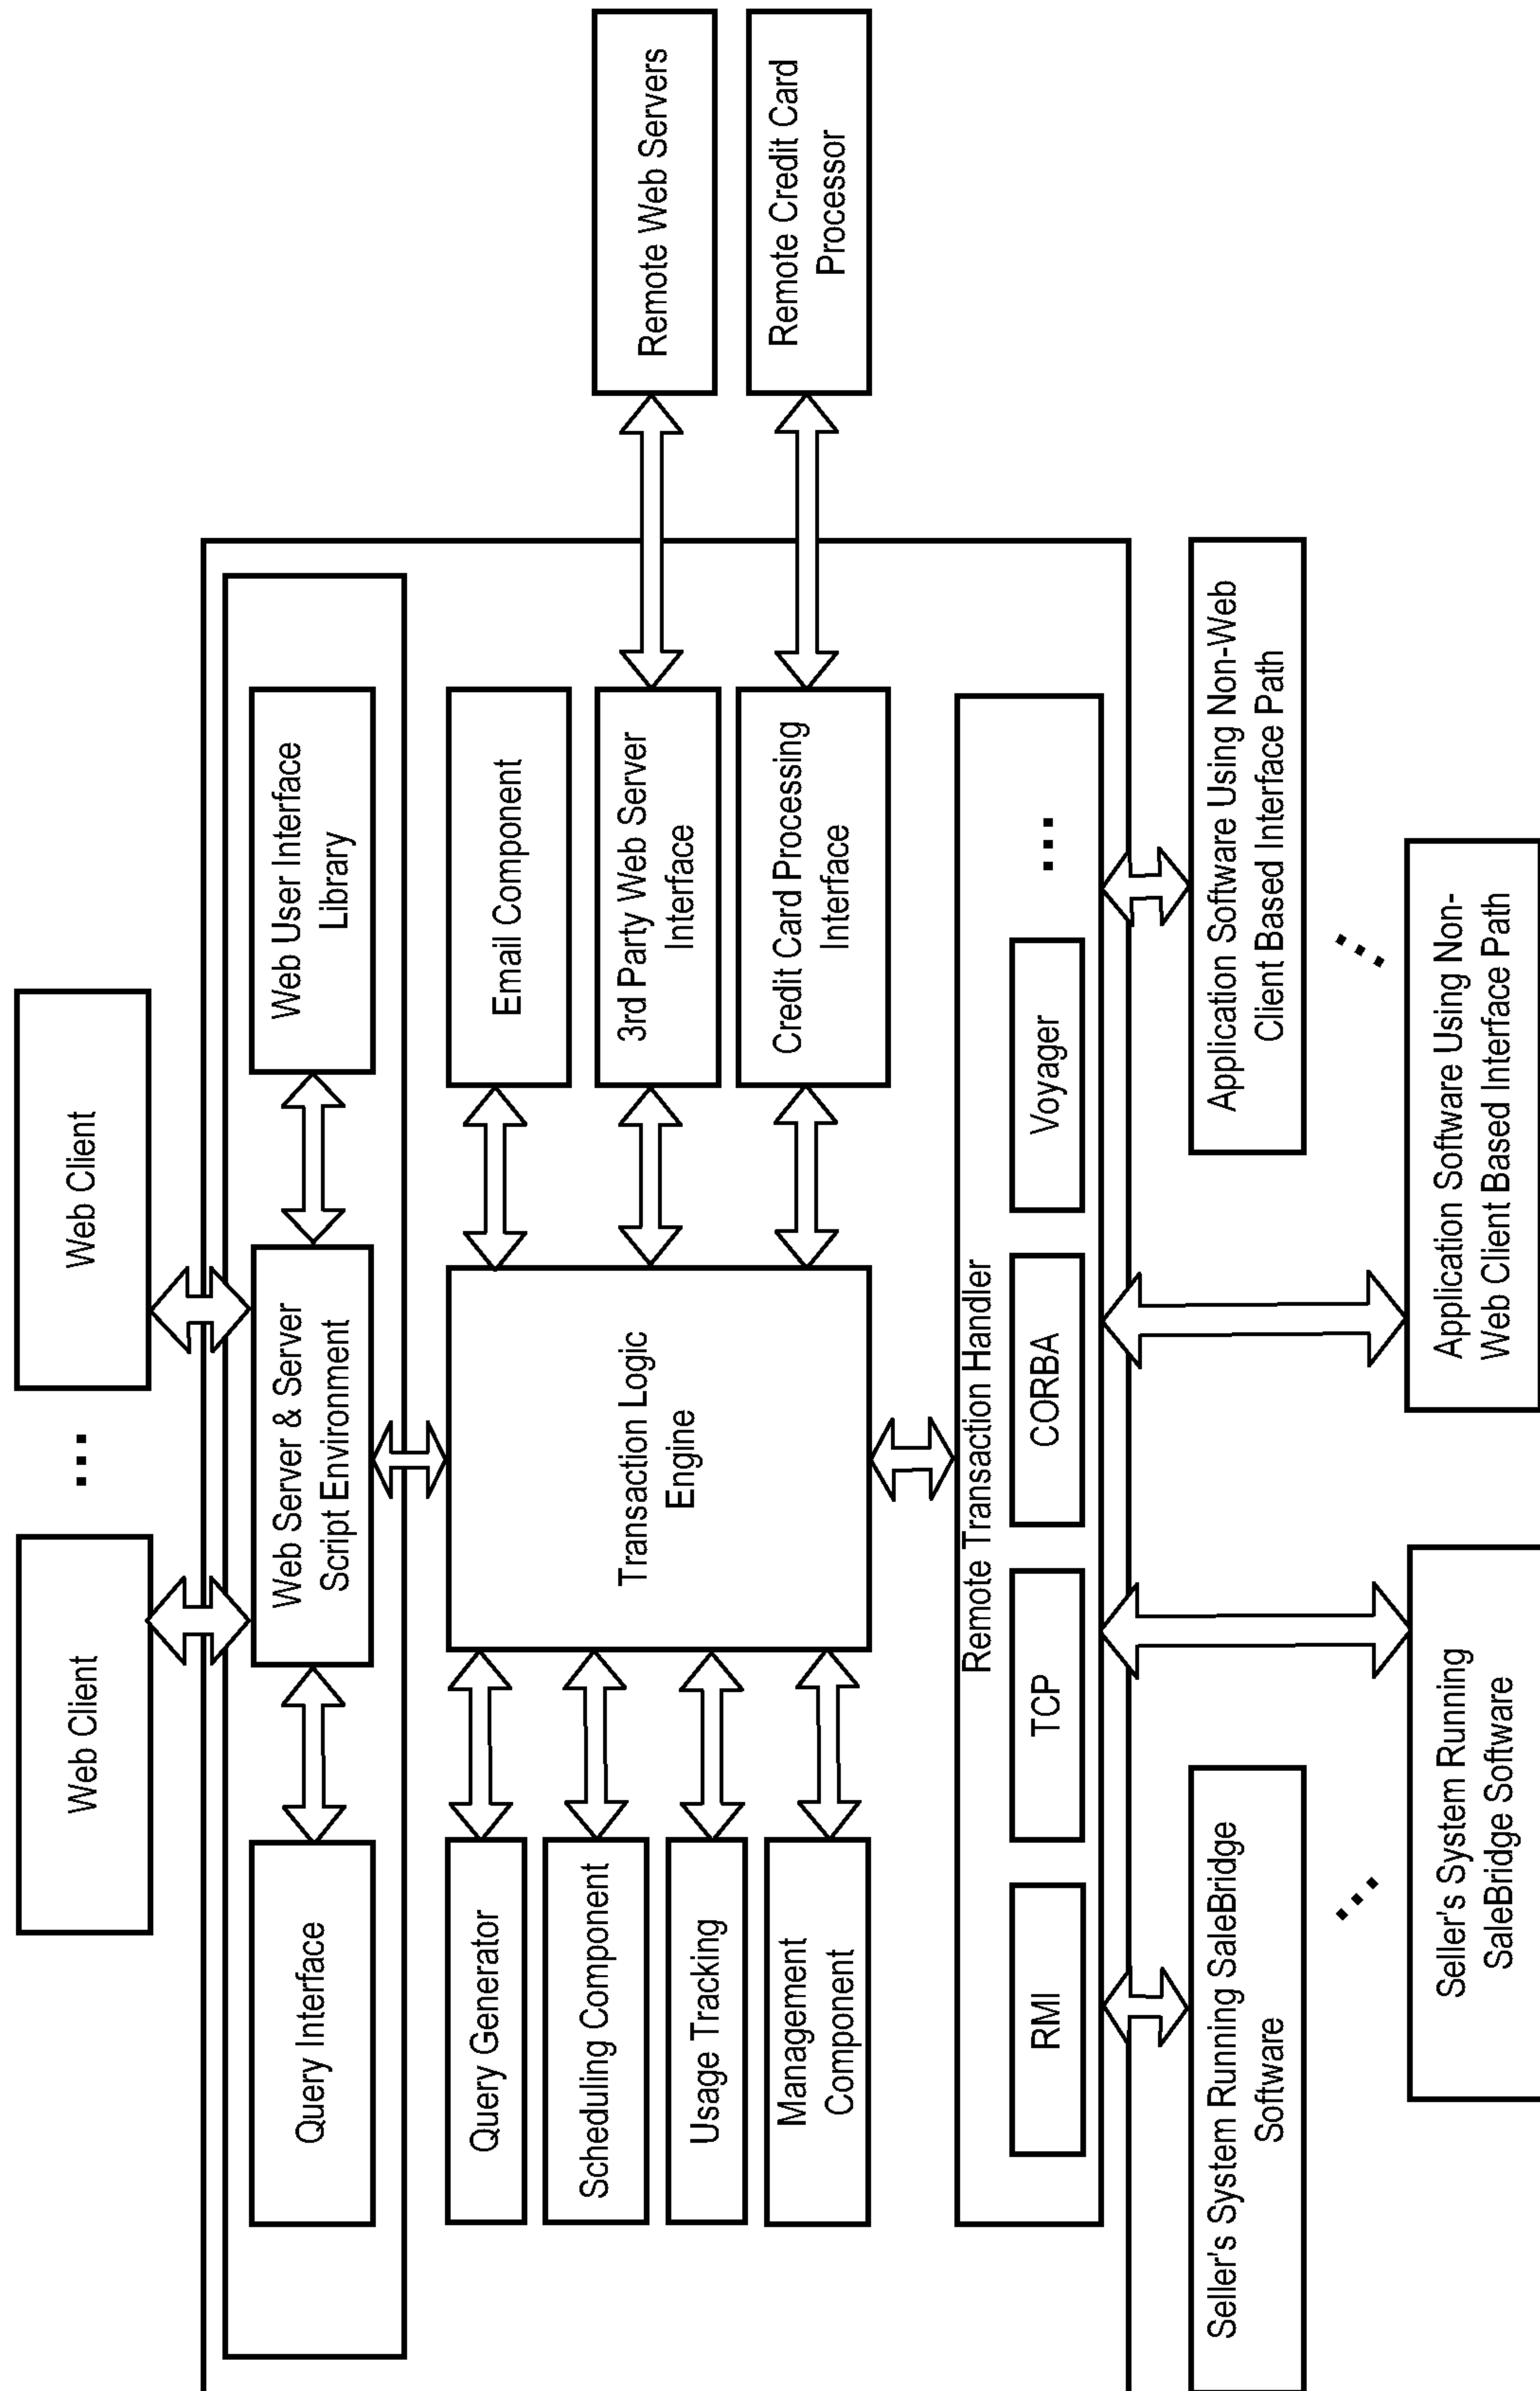 Web Client
...
Web Client
Query Interface
Web Server & Server
Script Environment
Web User Interface
Library
Query Generator
Scheduling Component
Usage Tracking
Management
Component
Transaction Logic
Engine
Email Component
3rd Party Web Server
Interface
Credit Card Processing
Interface
Remote Web Servers
Remote Credit Card
Processor
Remote Transaction Handler
RMI
TCP
CORBA
Voyager
...
Seller's System Running SaleBridge
Software
...
Seller's System Running
SaleBridge Software
Application Software Using Non-Web
Client Based Interface Path
...
Application Software Using Non-
Web Client Based Interface Path